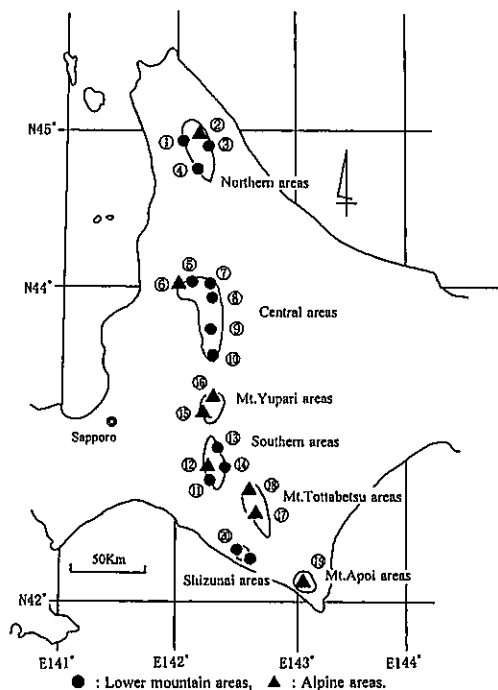 N45°
②
①
③
④
Northern areas
⑤
⑦
N44°
⑥
⑧
Central areas
⑨
⑩
⑯
Mt.Yupari areas
⑮
Sapporo
⑬
Southern areas
⑫
⑭
⑱
⑪
Mt.Tottabetsu areas
⑰
⑳
50Km
⑲
Shizunai areas
Mt.Apoi areas
N42°
E141°
E142°
E143°
E144°
● : Lower mountain areas, ▲ : Alpine areas.